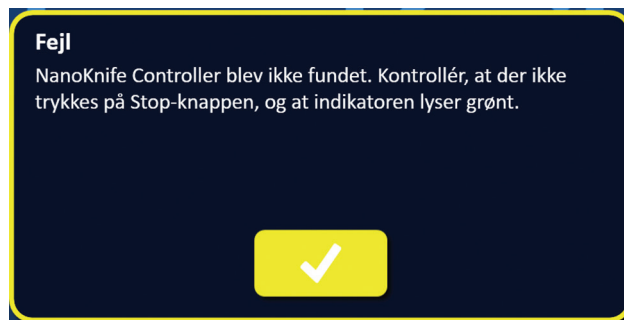 Fejl
NanoKnife Controller blev ikke fundet. Kontrollér, at der ikke
trykkes på Stop-knappen, og at indikatoren lyser grønt.